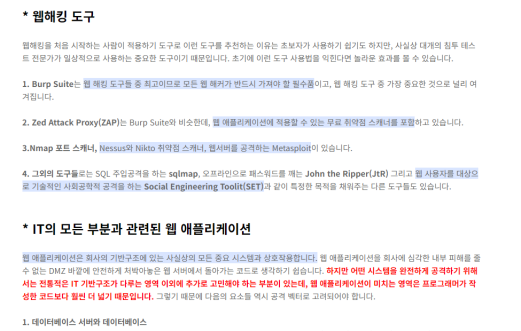 * 웹해킹 도구
웹해킹을 처음 시작하는 사람이 적용하기 도구로 이런 도구를 추천하는 이유는 초보자가 사용하기 쉽기도 하지만, 사실상 대개의 침투 테스
트 전문가가 일상적으로 사용하는 중요한 도구이기 때문입니다. 초기에 이런 도구 사용법을 익힌다면 놀라운 효과를 볼 수 있습니다.
1. Burp Suite는 웹 해킹 도구들 중 최고이므로 모든 웹 해커가 반드시 가져야 할 필수품이고, 웹 해킹 도구 중 가장 중요한 것으로 널리 여
겨집니다.
2. Zed Attack Proxy(ZAP)는 Burp Suite와 비슷한데, 웹 애플리케이션에 적용할 수 있는 무료 취약점 스캐너를 포함하고 있습니다.
3.Nmap 포트 스캐너, Nessus와 Nikto 취약점 스캐너, 웹서버를 공격하는 Metasploit이 있습니다.
4. 그외의 도구들로는 SQL 주입공격을 하는 sqlmap, 오프라인으로 패스워드를 깨는 John the Ripper(JtR) 그리고 웹 사용자를 대상으
로 기술적인 사회공학적 공격을 하는 Social Engineering Toolit(SET)과 같이 특정한 목적을 채워주는 다른 도구들도 있습니다.
* IT의 모든 부분과 관련된 웹 애플리케이션
웹 애플리케이션은 회사의 기반구조에 있는 사실상의 모든 중요 시스템과 상호작용합니다. 웹 애플리케이션을 회사에 심각한 내부 피해를 줄
수 없는 DMZ 바깥에 안전하게 처박아놓은 웹 서버에서 돌아가는 코드로 생각하기 쉽습니다. 하지만 어떤 시스템을 완전하게 공격하기 위해
서는 전통적은 IT 기반구조가 다루는 영역 이외에 추가로 고민해야 하는 부분이 있는데, 웹 애플리케이션이 미치는 영역은 프로그래머가 작
성한 코드보다 훨씬 더 넓기 때문입니다. 그렇기 때문에 다음의 요소들 역시 공격 벡터로 고려되어야 합니다.
1. 데이터베이스 서버와 데이터베이스